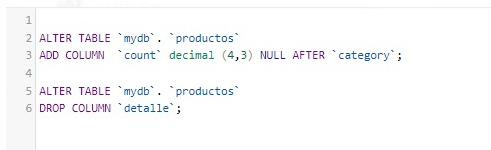 1
2 ALTER TABLE `mydb`. `productos`
3 ADD COLUMN  `count` decimal (4,3) NULL AFTER `category`;
4
5 ALTER TABLE `mydb`. `productos`
6 DROP COLUMN `detalle`;